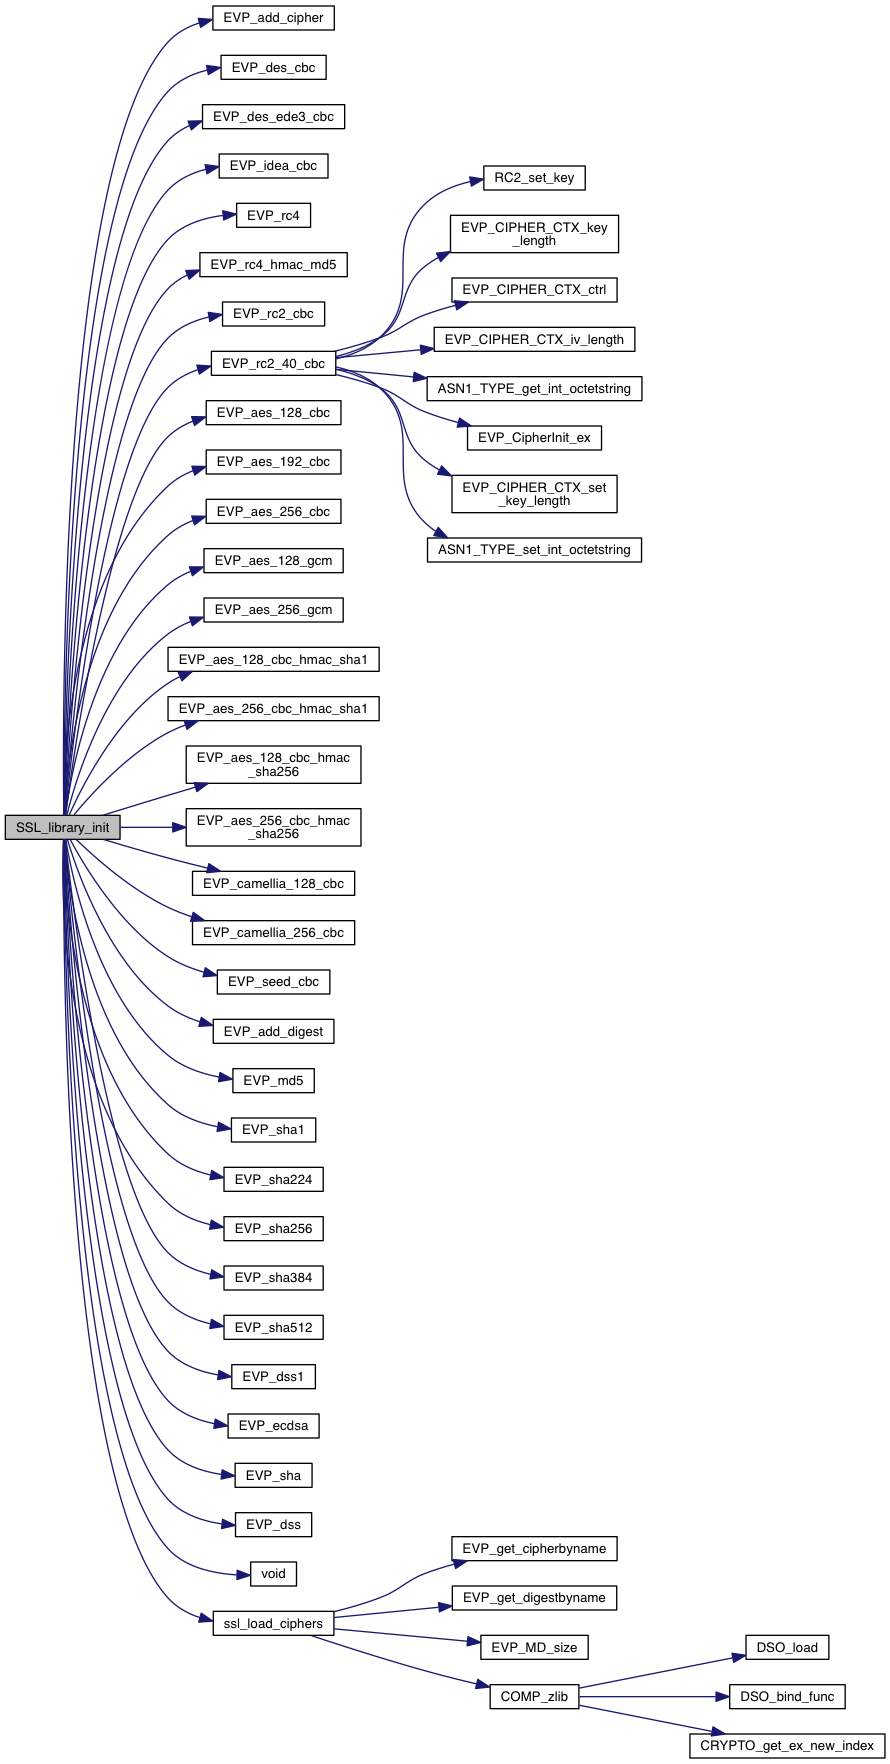 SSL_library_init
EVP_add_cipher
EVP_des_cbc
EVP_des_ede3_cbc
EVP_idea_cbc
EVP_rc4
EVP_rc4_hmac_md5
EVP_rc2_cbc
EVP_rc2_40_cbc
RC2_set_key
EVP_CIPHER_CTX_key
_length
EVP_CIPHER_CTX_ctrl
EVP_CIPHER_CTX_iv_length
ASN1_TYPE_get_int_octetstring
EVP_CipherInit_ex
EVP_CIPHER_CTX_set
_key_length
ASN1_TYPE_set_int_octetstring
EVP_aes_128_cbc
EVP_aes_192_cbc
EVP_aes_256_cbc
EVP_aes_128_gcm
EVP_aes_256_gcm
EVP_aes_128_cbc_hmac_sha1
EVP_aes_256_cbc_hmac_sha1
EVP_aes_128_cbc_hmac
_sha256
EVP_aes_256_cbc_hmac
_sha256
EVP_camellia_128_cbc
EVP_camellia_256_cbc
EVP_seed_cbc
EVP_add_digest
EVP_md5
EVP_sha1
EVP_sha224
EVP_sha256
EVP_sha384
EVP_sha512
EVP_dss1
EVP_ecdsa
EVP_sha
EVP_dss
void
ssl_load_ciphers
EVP_get_cipherbyname
EVP_get_digestbyname
EVP_MD_size
COMP_zlib
DSO_load
DSO_bind_func
CRYPTO_get_ex_new_index